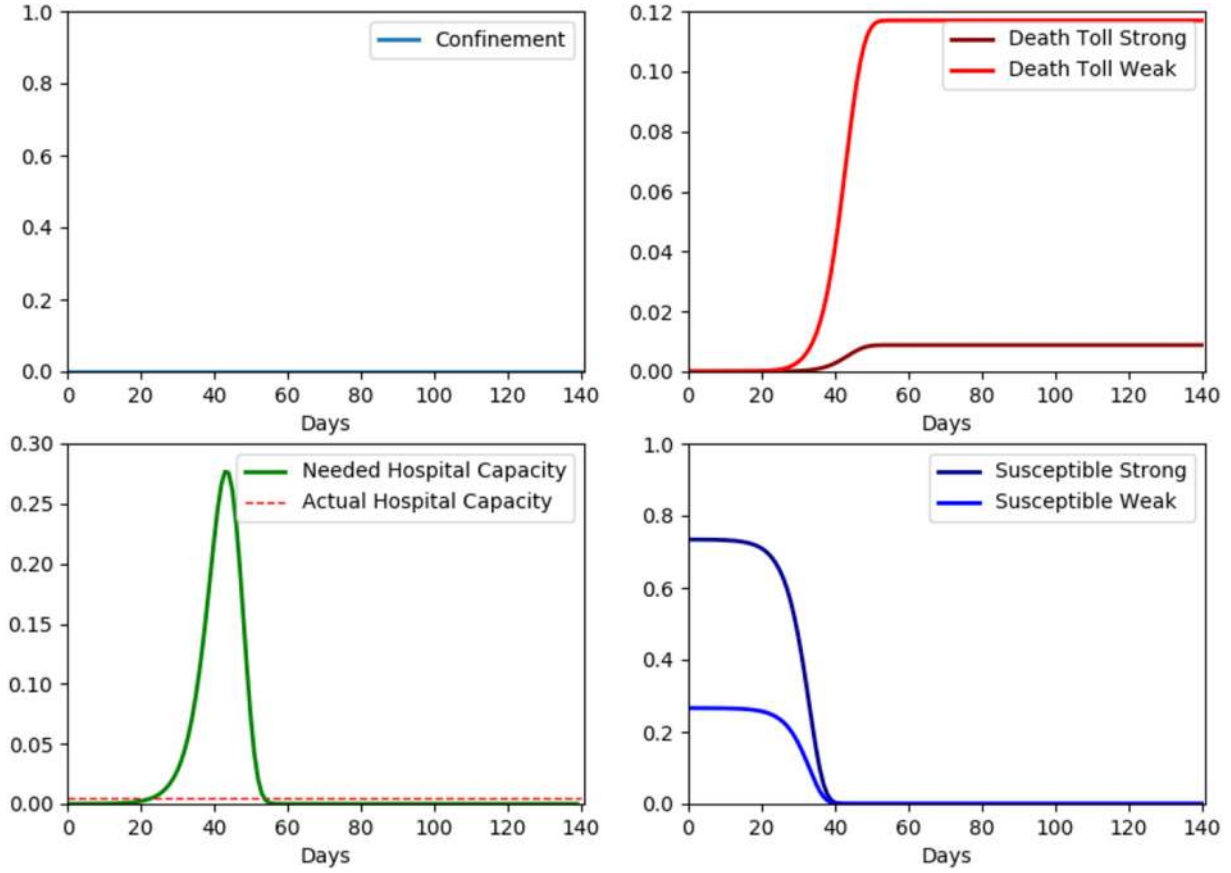 1.0
0.8
0.6
0.4
0.2
0.0
Confinement
0 20 40 60 80 100 120 140
Days
0.12
0.10
0.08
0.06
0.04
0.02
0.00
Death Toll Strong
Death Toll Weak
0 20 40 60 80 100 120 140
Days
0.30
0.25
0.20
0.15
0.10
0.05
0.00
Needed Hospital Capacity
Actual Hospital Capacity
0 20 40 60 80 100 120 140
Days
1.0
0.8
0.6
0.4
0.2
0.0
Susceptible Strong
Susceptible Weak
0 20 40 60 80 100 120 140
Days